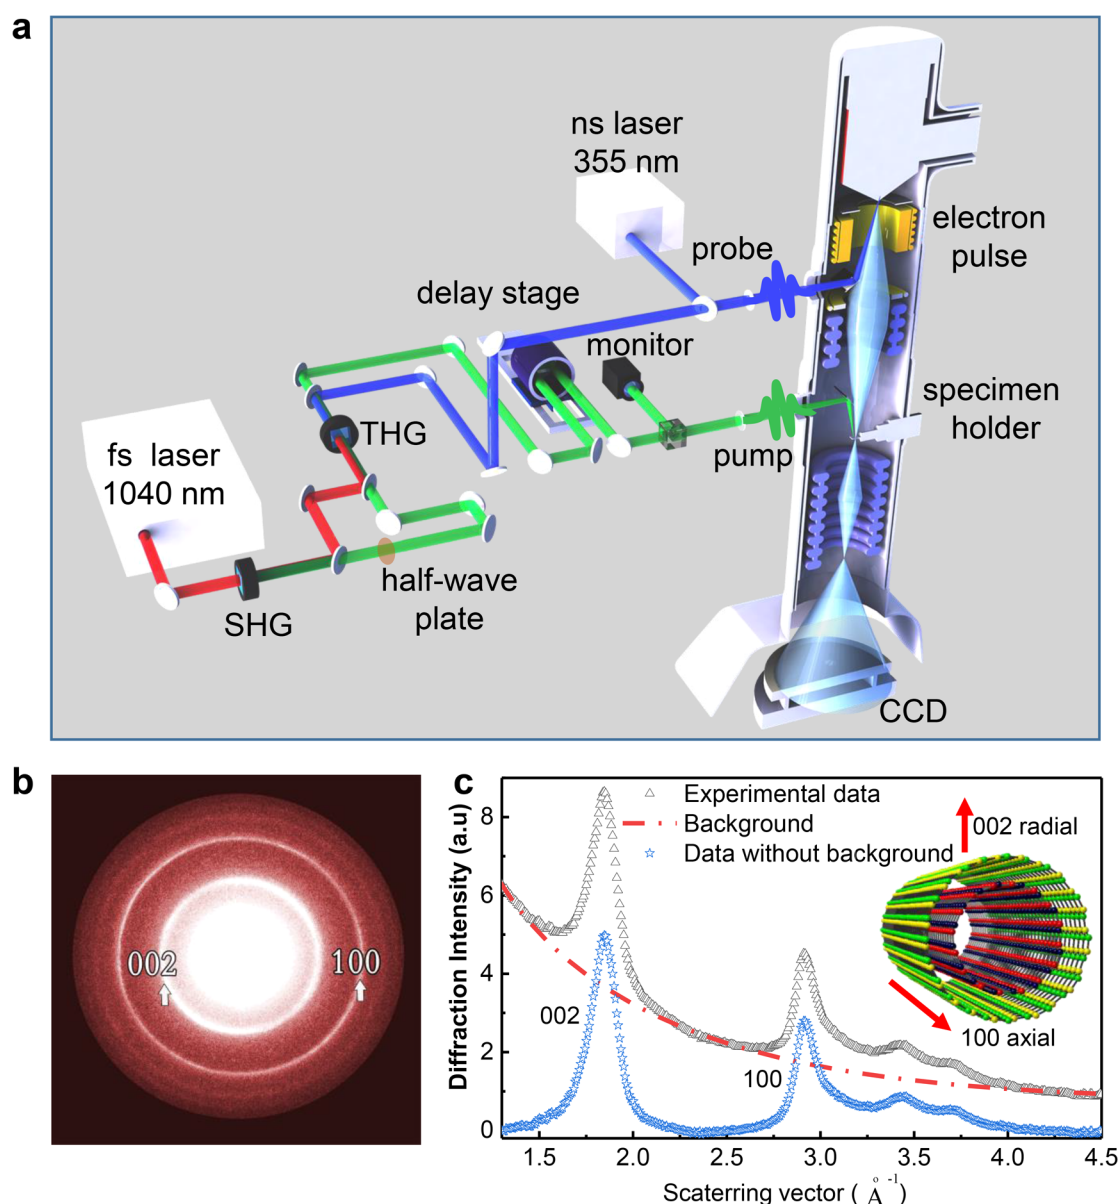 a
ns laser
355 nm
electron
pulse
probe
delay stage
monitor
specimen
holder
THG
fs laser
1040 nm
pump
half-wave
plate
SHG
CCD
b
002
100
c
Diffraction Intensity (a.u)
8
6
4
2
0
Experimental data
Background
Data without background
002 radial
100 axial
002
100
1.5
2.0
2.5
3.0
3.5
4.0
4.5
Scaterring vector ( Å⁻¹)